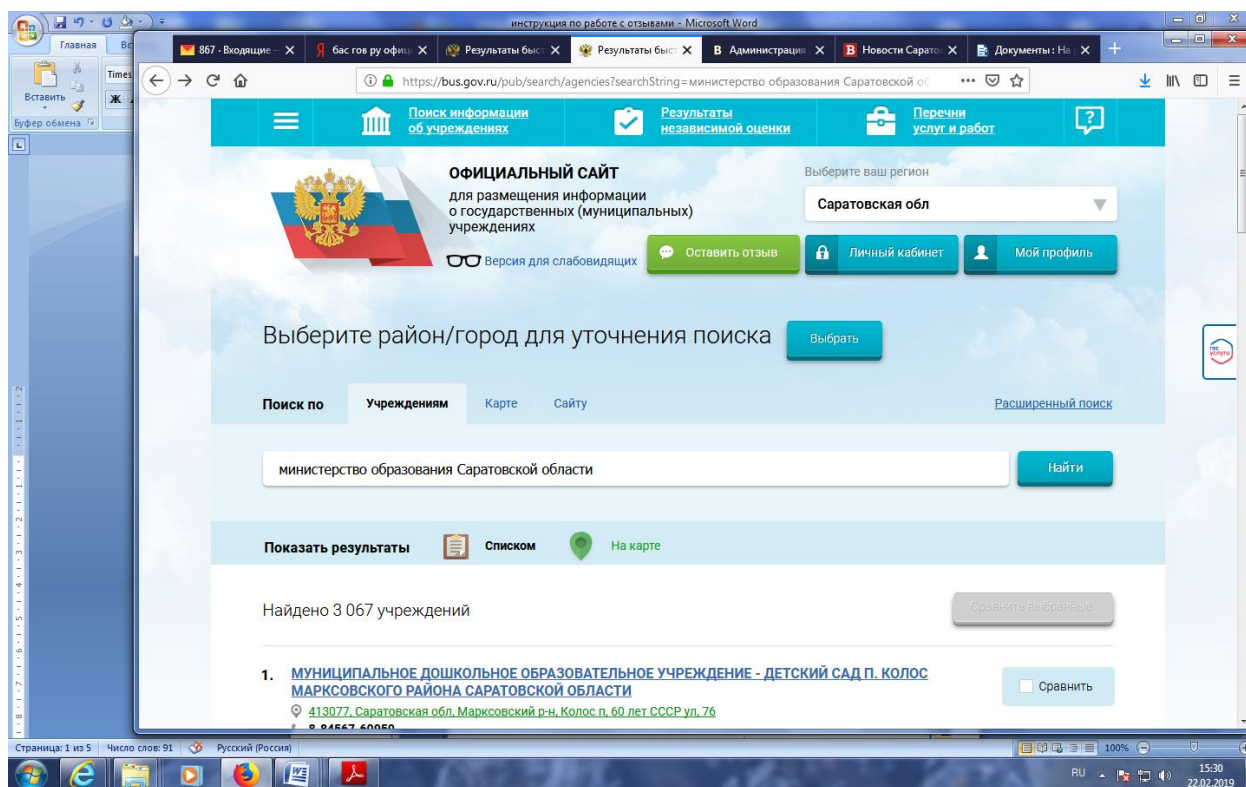 инструкция по работе с отзывами - Microsoft Word
Главная
Вс
Вставить
Times
Ж
Буфер обмена
867 · Входящие -
бас гов ру офиц
Результаты быст
Результаты быст
Администрация
Новости Сарато
Документы : На
https://bus.gov.ru/pub/search/agencies?searchString=министерство образования Саратовской об
Поиск информации
об учреждениях
Результаты
независимой оценки
Перечни
услуг и работ
ОФИЦИАЛЬНЫЙ САЙТ
для размещения информации
о государственных (муниципальных)
учреждениях
Версия для слабовидящих
Выберите ваш регион
Саратовская обл
Оставить отзыв
Личный кабинет
Мой профиль
Выберите район/город для уточнения поиска
Выбрать
гос
услуги
Поиск по
Учреждениям
Карте
Сайту
Расширенный поиск
министерство образования Саратовской области
Найти
Показать результаты
Списком
На карте
Найдено 3 067 учреждений
Сравнить выбранные
1. МУНИЦИПАЛЬНОЕ ДОШКОЛЬНОЕ ОБРАЗОВАТЕЛЬНОЕ УЧРЕЖДЕНИЕ - ДЕТСКИЙ САД П. КОЛОС
МАРКСОВСКОГО РАЙОНА САРАТОВСКОЙ ОБЛАСТИ
Сравнить
413077, Саратовская обл, Марксовский р-н, Колос п, 60 лет СССР ул, 76
8-84567-60950
Страница: 1 из 5
Число слов: 91
Русский (Россия)
100%
RU
15:30
22.02.2019